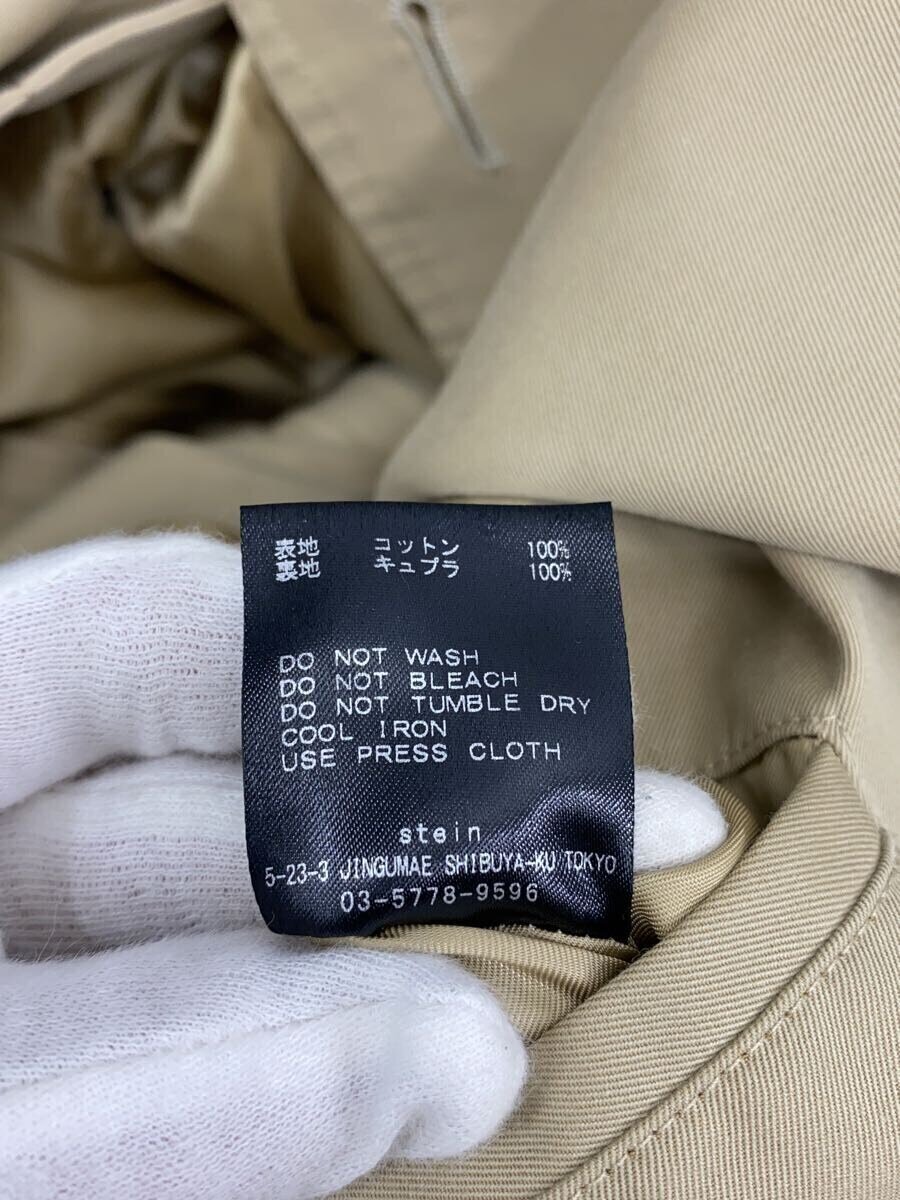 表地 コットン 100%
裏地 キュプラ 100%
DO NOT WASH
DO NOT BLEACH
DO NOT TUMBLE DRY
COOL IRON
USE PRESS CLOTH
stein
5-23-3 JINGUMAE SHIBUYA-KU TOKYO
03-5778-9596